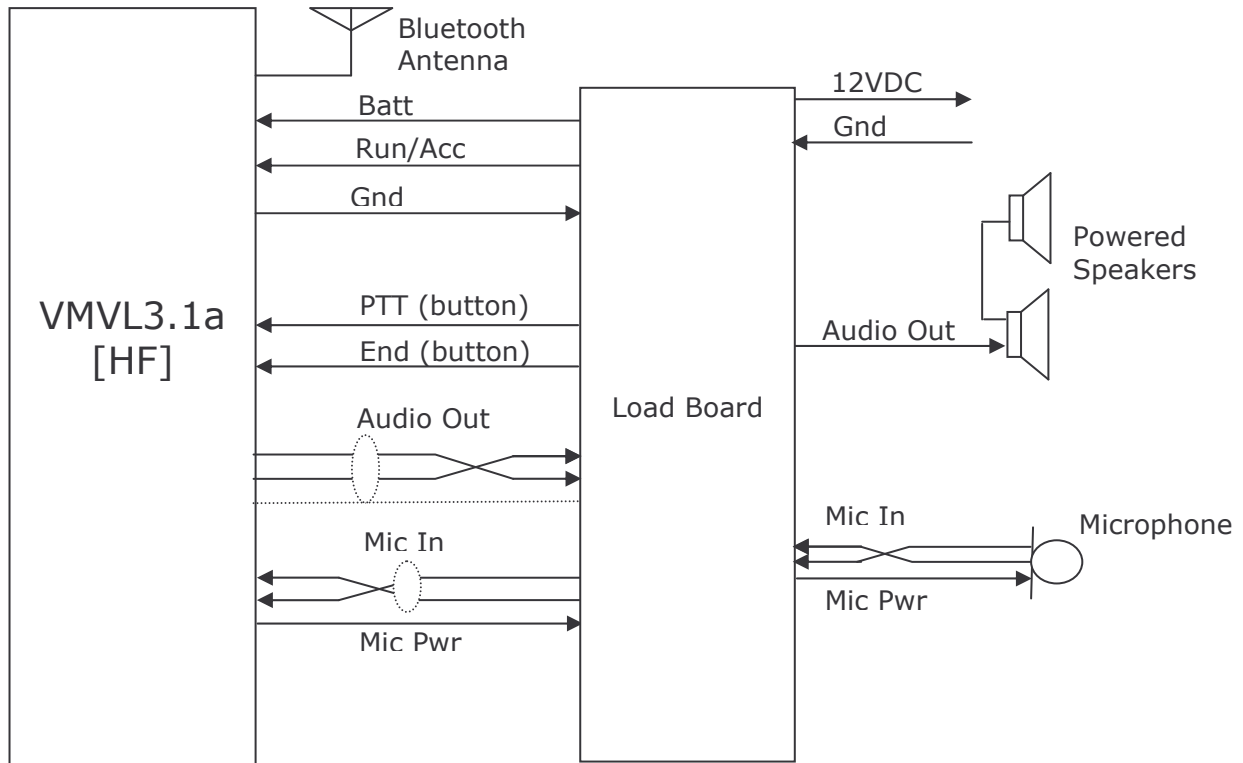 Bluetooth
Antenna
Batt
Run/Acc
Gnd
PTT (button)
End (button)
Audio Out
Mic In
Mic Pwr
VMVL3.1a
[HF]
Load Board
12VDC
Gnd
Powered
Speakers
Audio Out
Mic In
Microphone
Mic Pwr